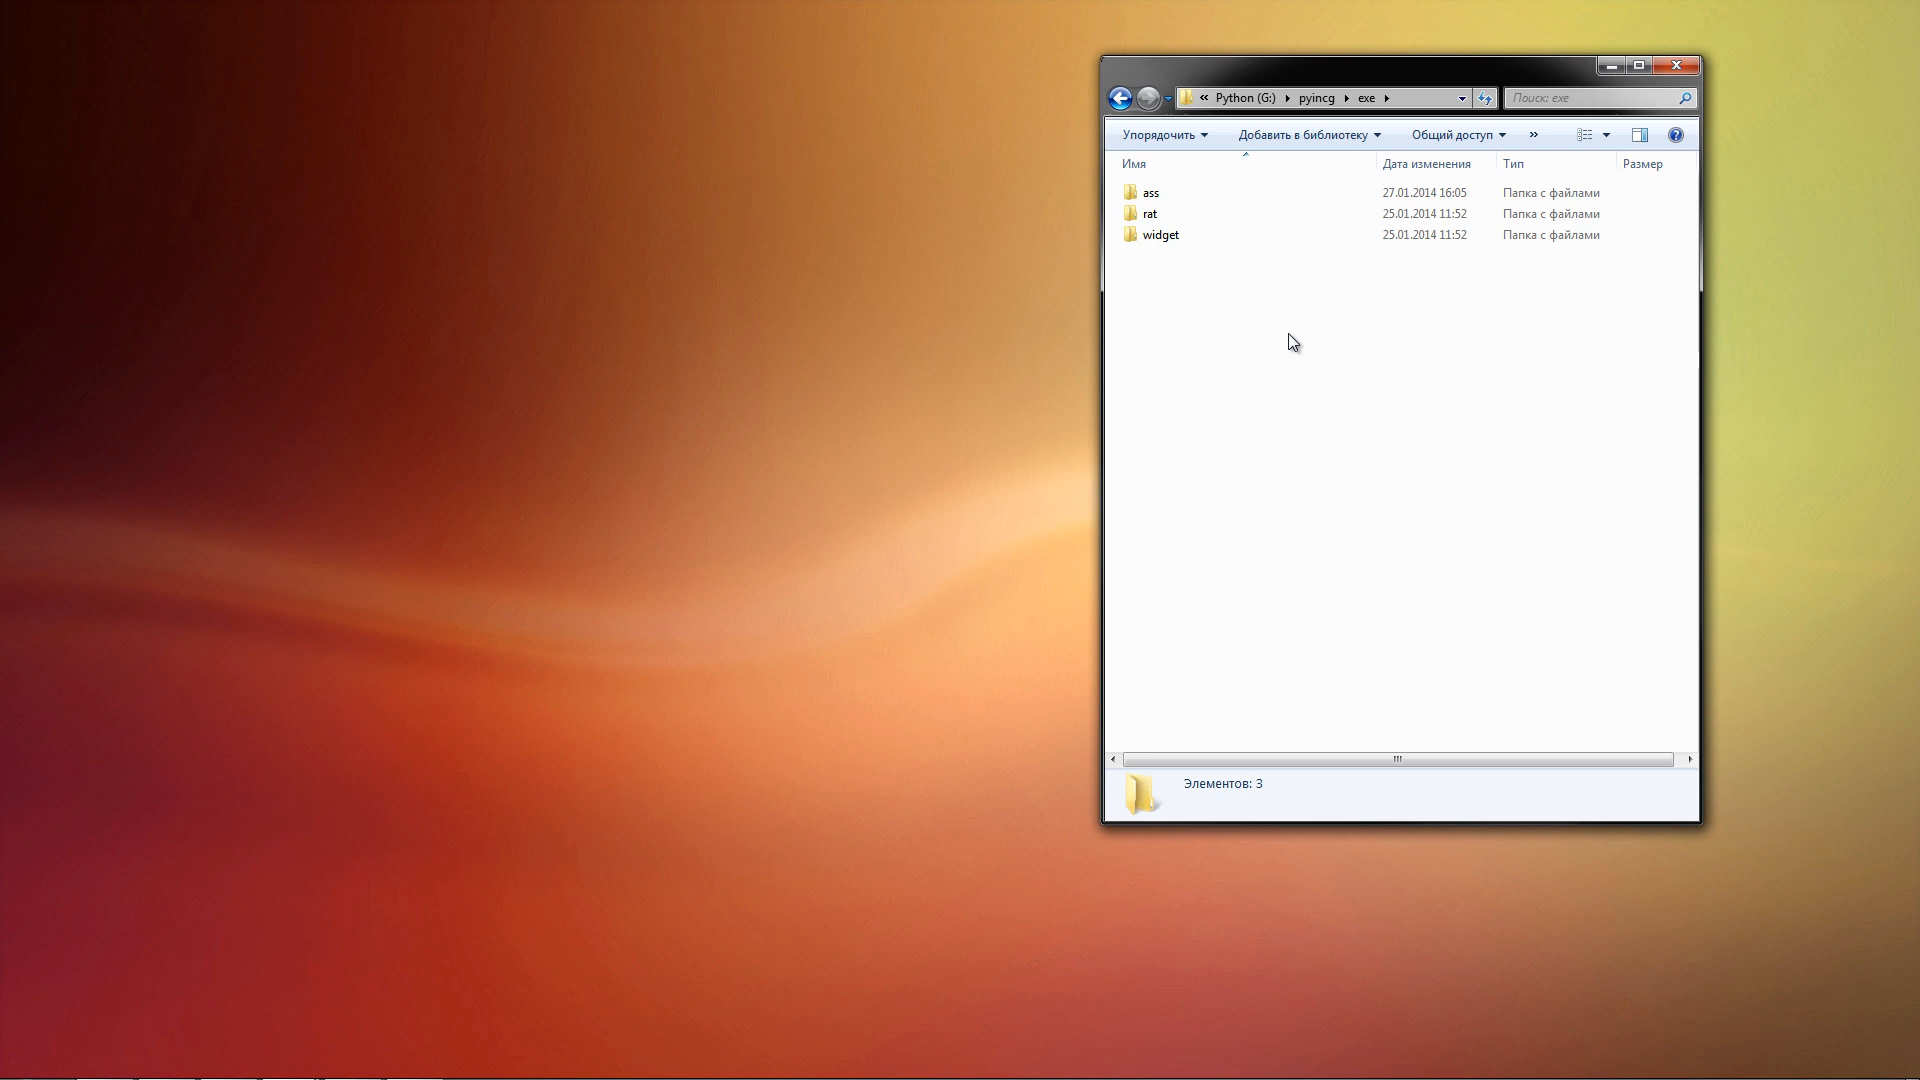 « Python (G:) pyincg exe Поиск: exe
Упорядочить Добавить в библиотеку Общий доступ »
Имя Дата изменения Тип Размер
ass 27.01.2014 16:05 Папка с файлами
rat 25.01.2014 11:52 Папка с файлами
widget 25.01.2014 11:52 Папка с файлами
Элементов: 3